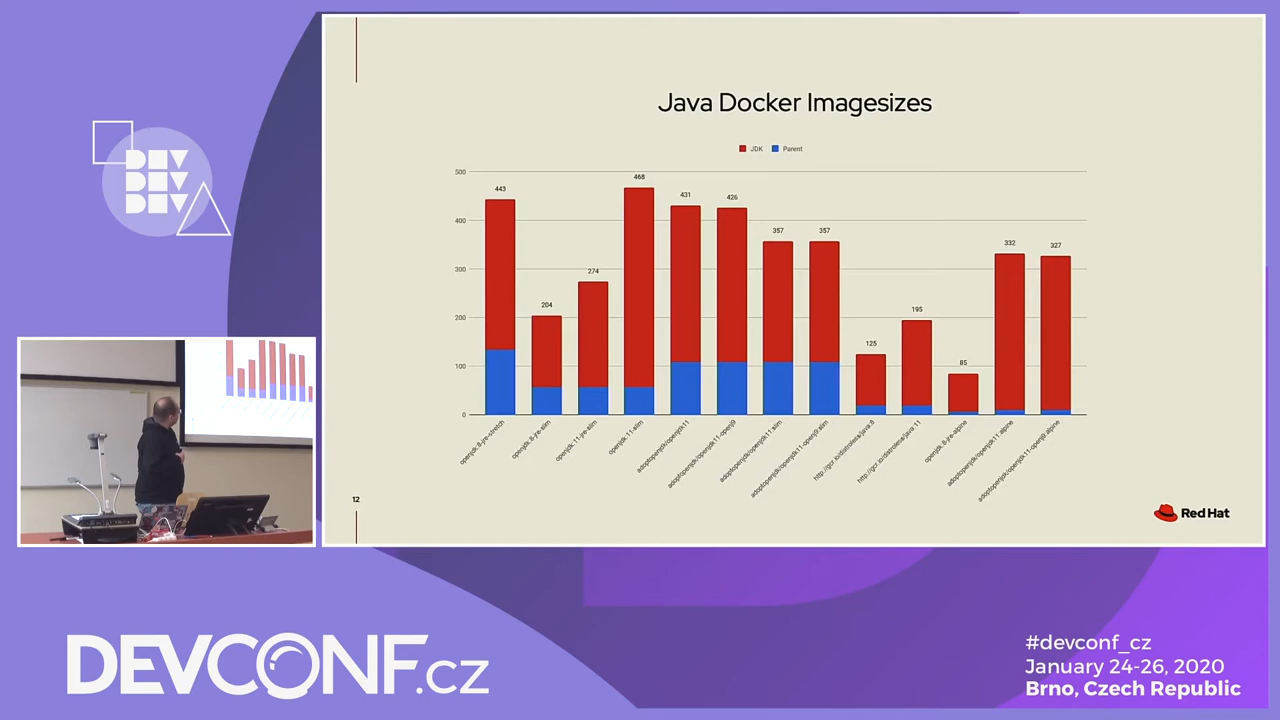 Java Docker Imagesizes
JDK Parent
500
400
300
200
100
0
443
204
274
468
431
426
357
357
125
195
85
332
327
openjdk:8-jre-stretch
openjdk:8-jre-slim
openjdk:11-jre-slim
openjdk:11-slim
adoptopenjdk/openjdk11
adoptopenjdk/openjdk11-openj9
adoptopenjdk/openjdk11:slim
adoptopenjdk/openjdk11-openj9:slim
http://gcr.io/distroless/java:8
http://gcr.io/distroless/java:11
openjdk:8-jre-alpine
adoptopenjdk/openjdk11:alpine
adoptopenjdk/openjdk11-openj9:alpine
12
Red Hat
DEV
DEV
DEV
DEVCONF.cz
#devconf_cz
January 24-26, 2020
Brno, Czech Republic